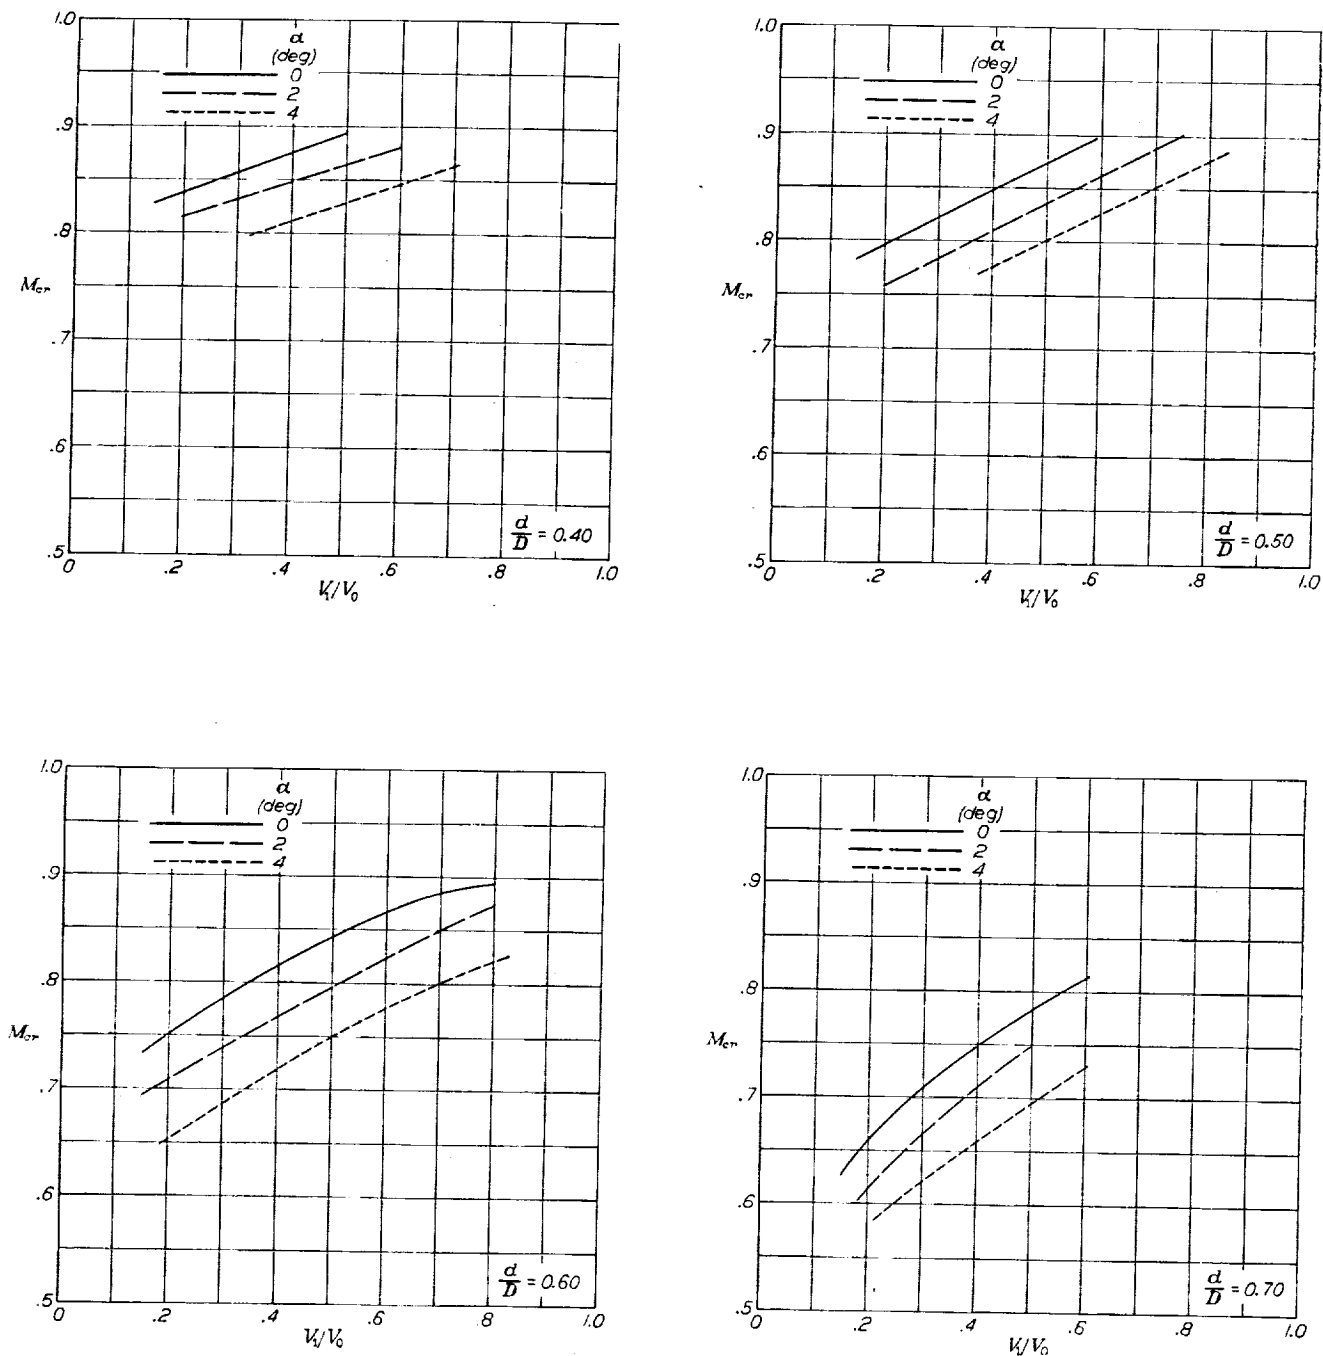 1.0
.9
.8
.7
.6
.5
M_cr
α
(deg)
0
2
4
d/D = 0.40
0 .2 .4 .6 .8 1.0
V₁/V₀
1.0
.9
.8
.7
.6
.5
M_cr
α
(deg)
0
2
4
d/D = 0.50
0 .2 .4 .6 .8 1.0
V₁/V₀
1.0
.9
.8
.7
.6
.5
M_cr
α
(deg)
0
2
4
d/D = 0.60
0 .2 .4 .6 .8 1.0
V₁/V₀
1.0
.9
.8
.7
.6
.5
M_cr
α
(deg)
0
2
4
d/D = 0.70
0 .2 .4 .6 .8 1.0
V₁/V₀